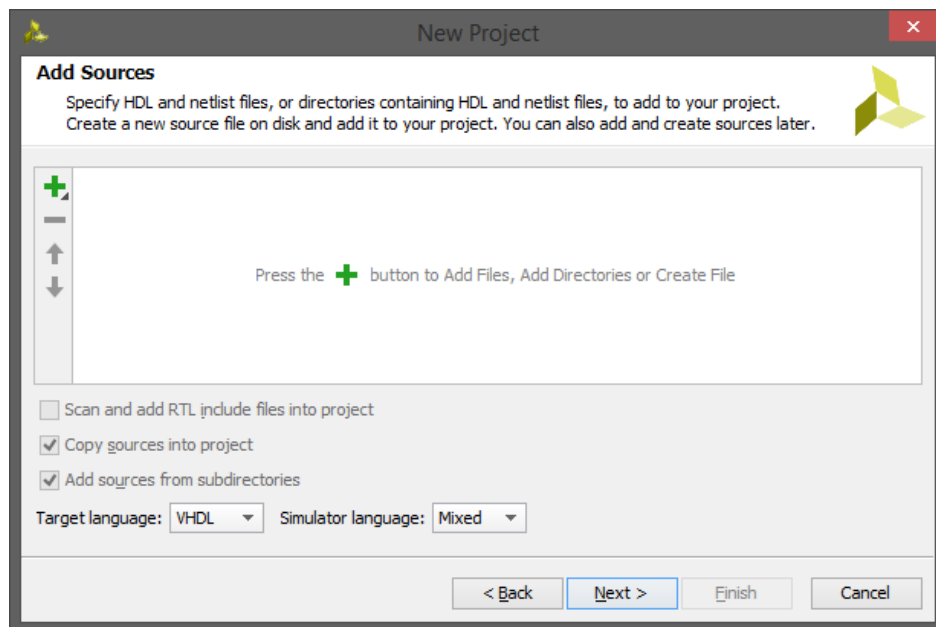 New Project
Add Sources
Specify HDL and netlist files, or directories containing HDL and netlist files, to add to your project.
Create a new source file on disk and add it to your project. You can also add and create sources later.
Press the + button to Add Files, Add Directories or Create File
Scan and add RTL include files into project
Copy sources into project
Add sources from subdirectories
Target language: VHDL Simulator language: Mixed
< Back Next > Finish Cancel